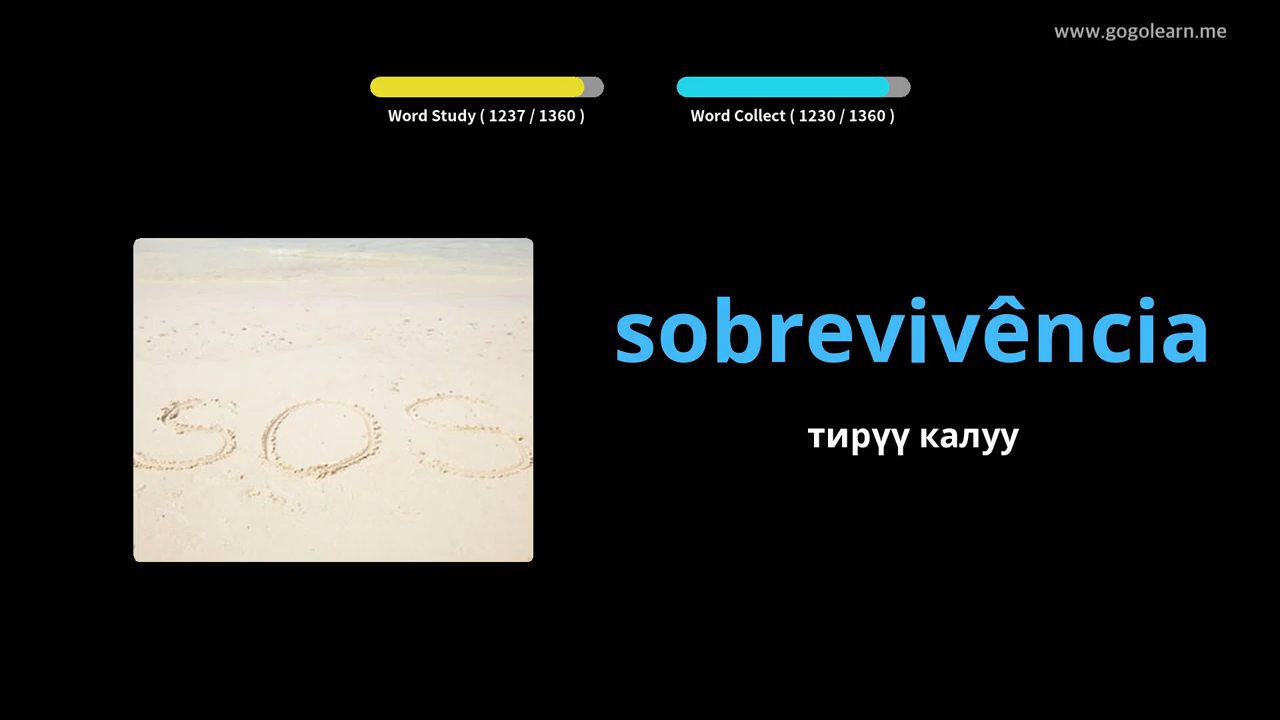 www.gogolearn.me
Word Study ( 1237 / 1360 )
Word Collect ( 1230 / 1360 )
SOS
sobrevivência
тирүү калуу